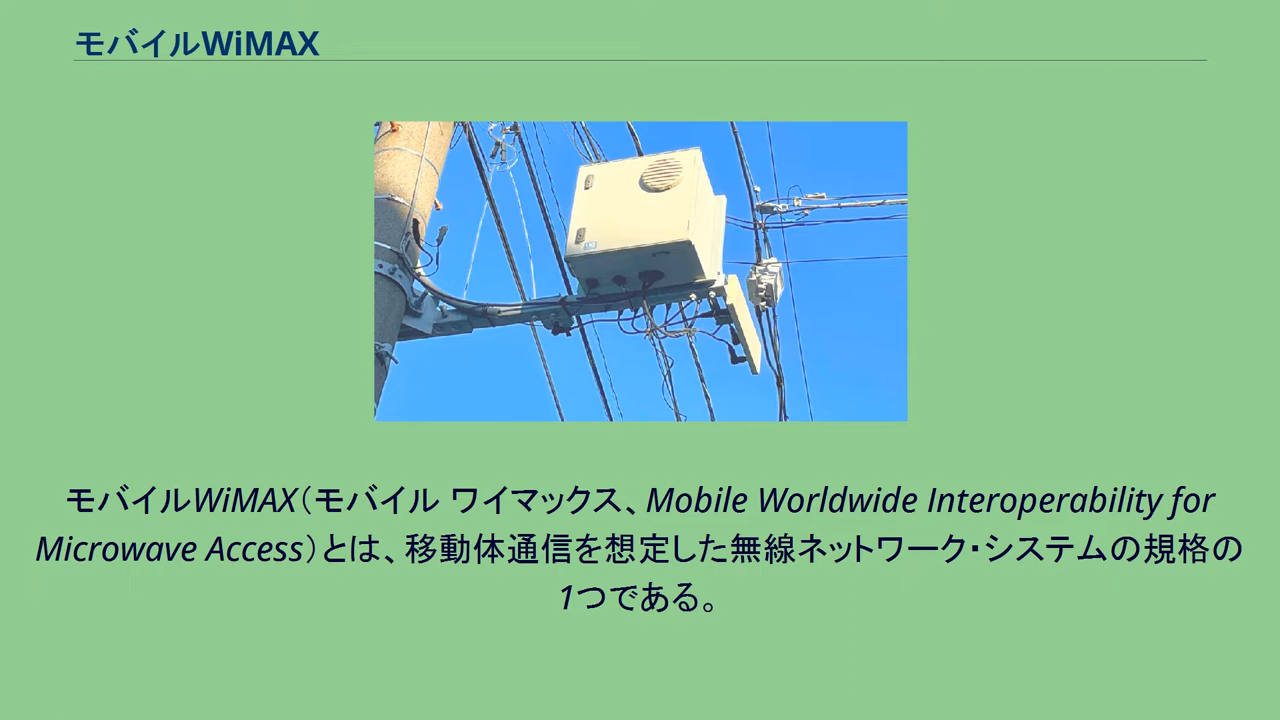 モバイルWiMAX
モバイルWiMAX（モバイル ワイマックス、Mobile Worldwide Interoperability for
Microwave Access）とは、移動体通信を想定した無線ネットワーク・システムの規格の
1つである。